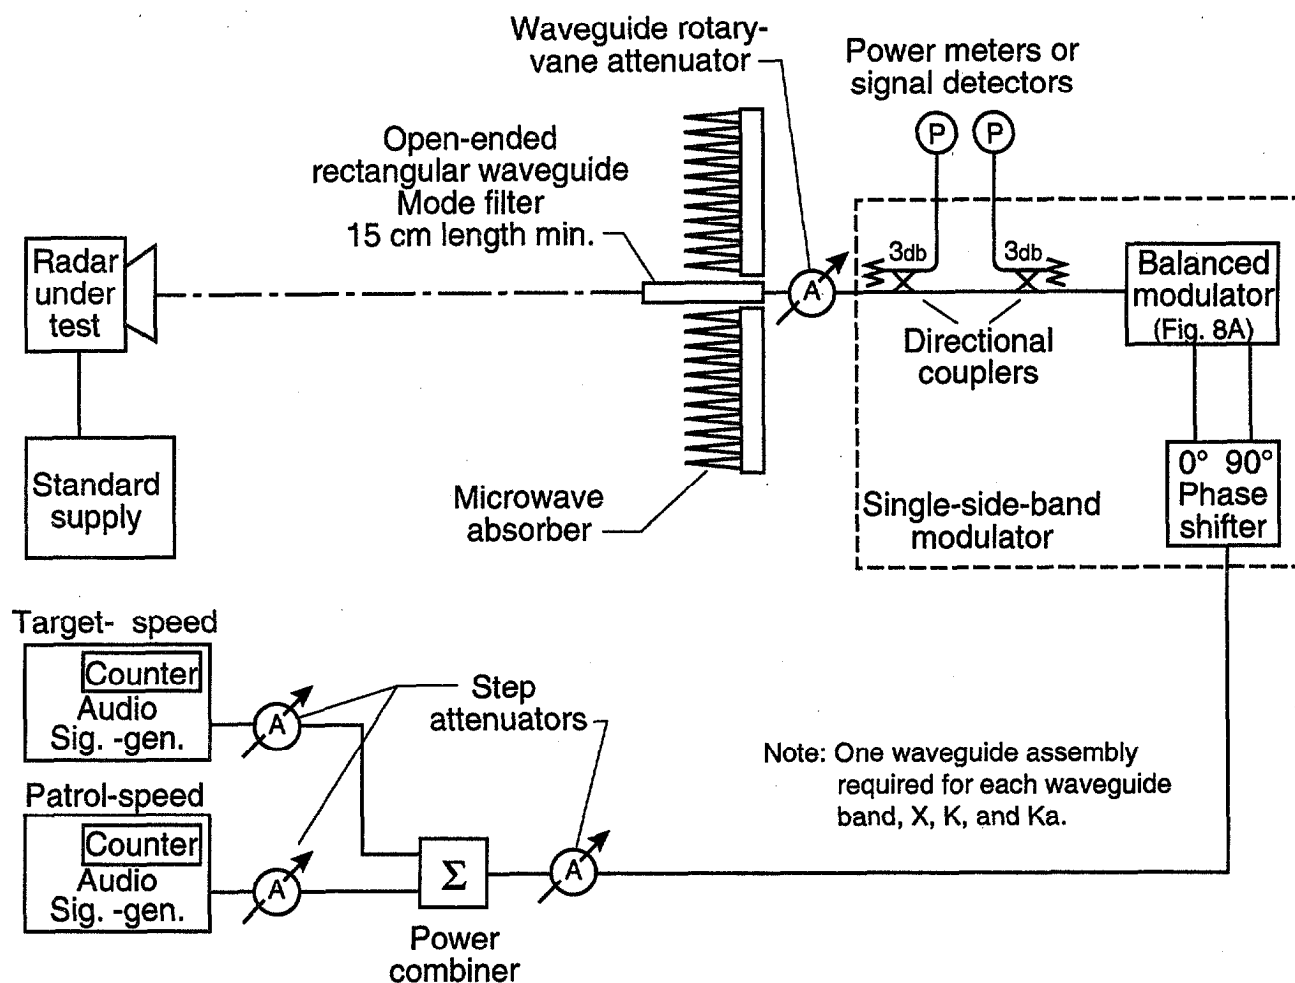 Waveguide rotary-
vane attenuator
Power meters or
signal detectors
P
P
Open-ended
rectangular waveguide
Mode filter
15 cm length min.
Radar
under
test
A
3db
3db
Balanced
modulator
(Fig. 8A)
Directional
couplers
0° 90°
Phase
shifter
Standard
supply
Microwave
absorber
Single-side-band
modulator
Target- speed
Counter
Audio
Sig. -gen.
A
Step
attenuators
Patrol-speed
Counter
Audio
Sig. -gen.
A
Σ
A
Power
combiner
Note: One waveguide assembly
required for each waveguide
band, X, K, and Ka.